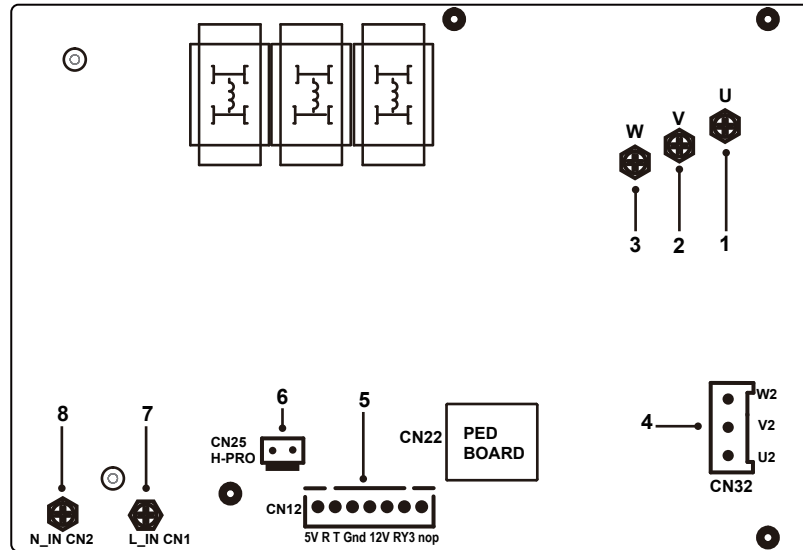 U
V
W
3
2
1
W2
V2
U2
4
CN32
6
5
8
7
CN25
H-PRO
CN22
PED
BOARD
CN12
5V R T Gnd 12V RY3 nop
N_IN CN2
L_IN CN1